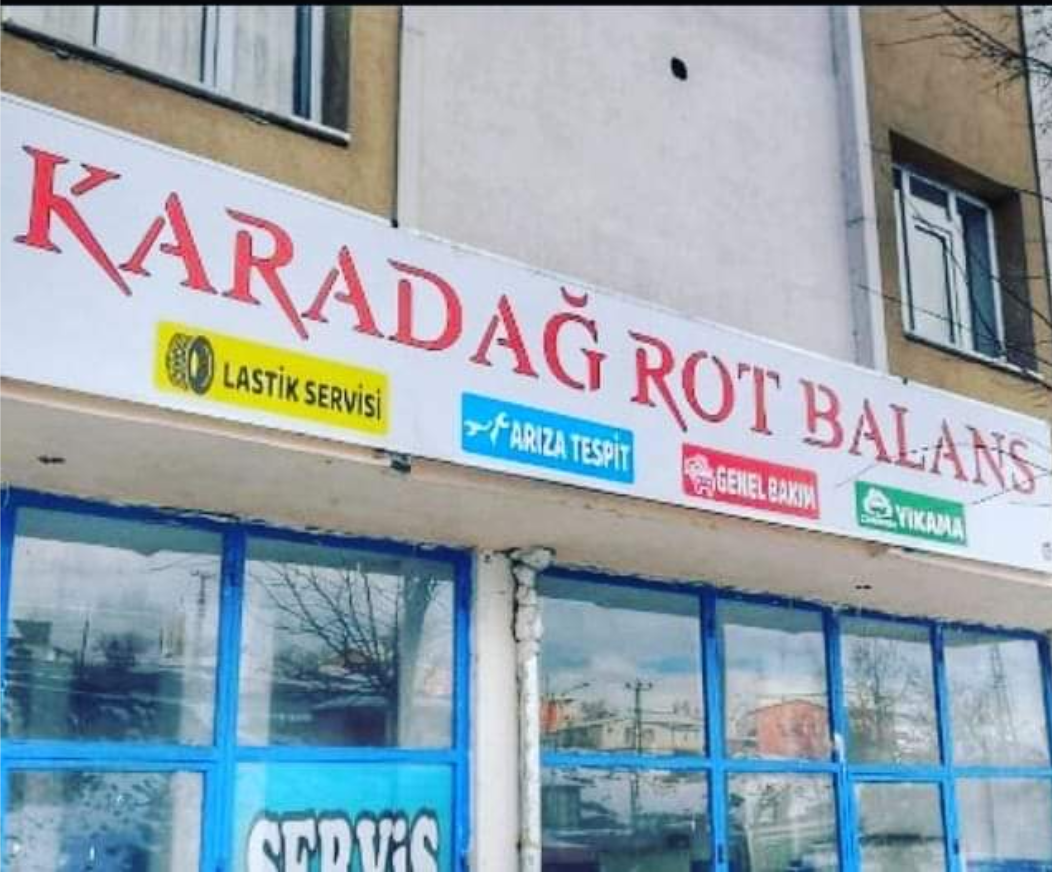 KARADAĞ ROT BALANS
LASTİK SERVİSİ
ARIZA TESPİT
GENEL BAKIM
YIKAMA
SERVİS